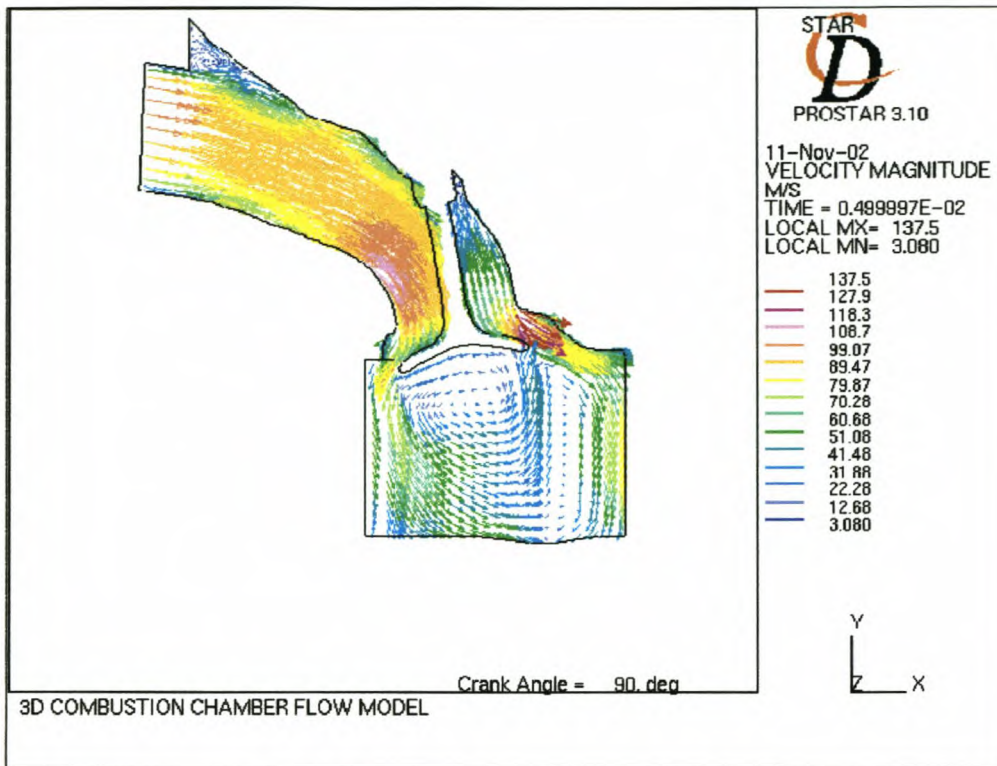 STAR
CD
PROSTAR 3.10
11-Nov-02
VELOCITY MAGNITUDE
M/S
TIME = 0.499997E-02
LOCAL MX= 137.5
LOCAL MN= 3.080
137.5
127.9
118.3
108.7
99.07
89.47
79.87
70.28
60.68
51.08
41.48
31.88
22.28
12.68
3.080
Y
Z X
Crank Angle = 90. deg
3D COMBUSTION CHAMBER FLOW MODEL